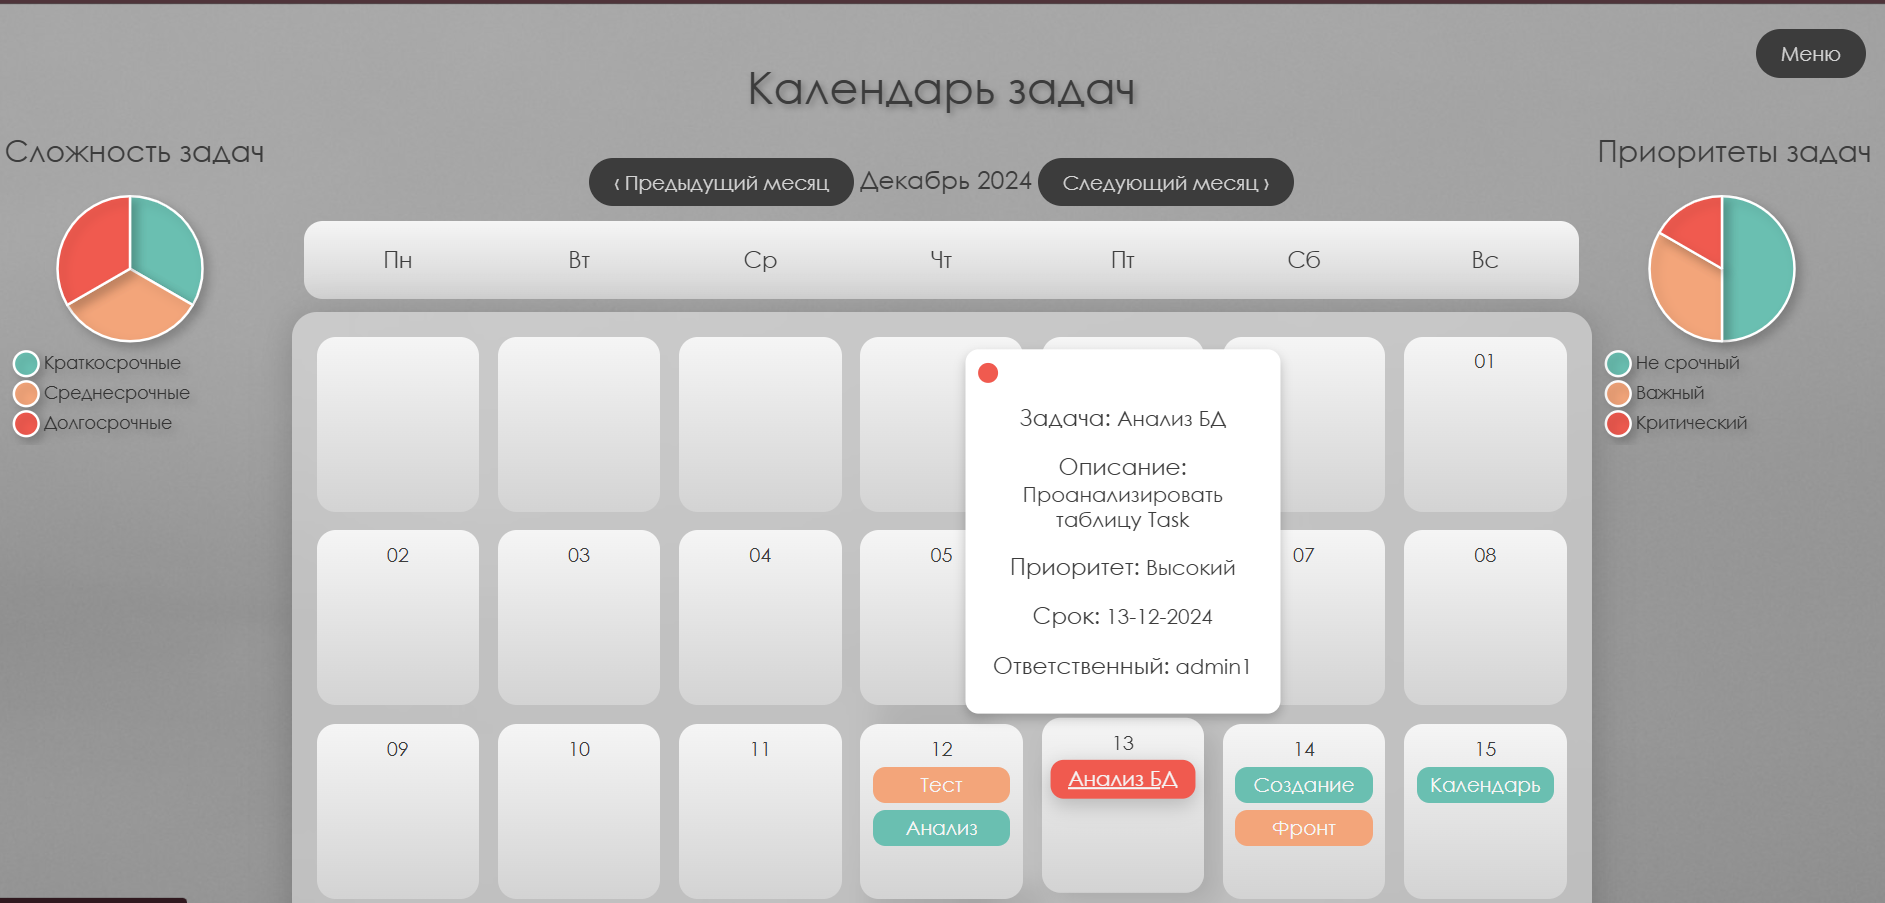 Меню
Календарь задач
Сложность задач
Приоритеты задач
‹ Предыдущий месяц
Декабрь 2024
Следующий месяц ›
Пн
Вт
Ср
Чт
Пт
Сб
Вс
Краткосрочные
Среднесрочные
Долгосрочные
Не срочный
Важный
Критический
01
Задача: Анализ БД
Описание:
Проанализировать
таблицу Task
Приоритет: Высокий
Срок: 13-12-2024
Ответственный: admin1
02
03
04
05
07
08
09
10
11
12
Тест
Анализ
13
Анализ БД
14
Создание
Фронт
15
Календарь